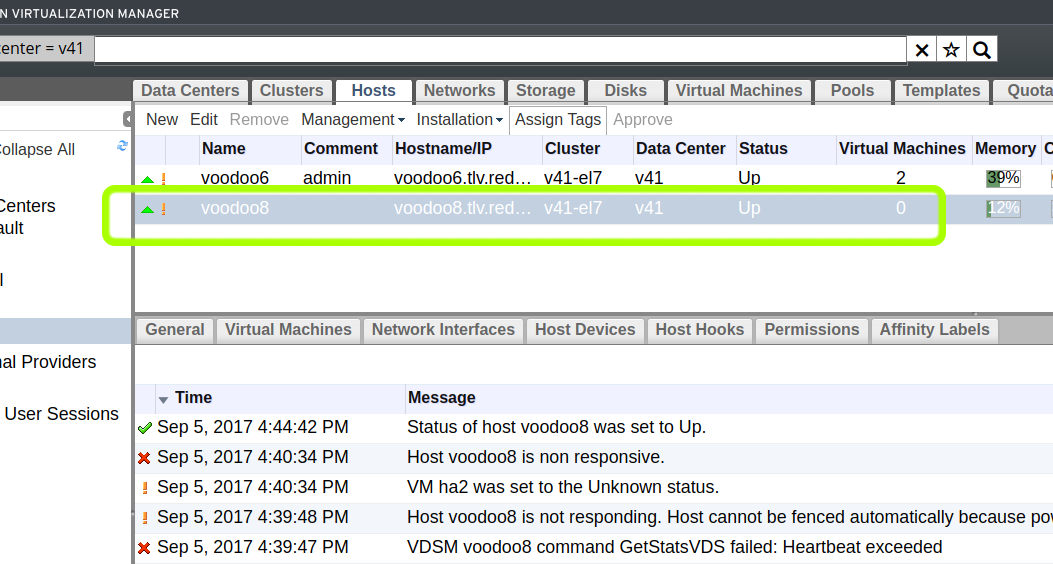 N VIRTUALIZATION MANAGER
enter = v41
Data Centers Clusters Hosts Networks Storage Disks Virtual Machines Pools Templates Quota
New Edit Remove Management Installation Assign Tags Approve
ollapse All
Name Comment Hostname/IP Cluster Data Center Status Virtual Machines Memory C
voodoo6 admin voodoo6.tlv.red... v41-el7 v41 Up 2 39%
Centers
voodoo8 voodoo8.tlv.red... v41-el7 v41 Up 0 12%
ault
l
General Virtual Machines Network Interfaces Host Devices Host Hooks Permissions Affinity Labels
nal Providers
Time Message
User Sessions
Sep 5, 2017 4:44:42 PM Status of host voodoo8 was set to Up.
Sep 5, 2017 4:40:34 PM Host voodoo8 is non responsive.
Sep 5, 2017 4:40:34 PM VM ha2 was set to the Unknown status.
Sep 5, 2017 4:39:48 PM Host voodoo8 is not responding. Host cannot be fenced automatically because pow
Sep 5, 2017 4:39:47 PM VDSM voodoo8 command GetStatsVDS failed: Heartbeat exceeded